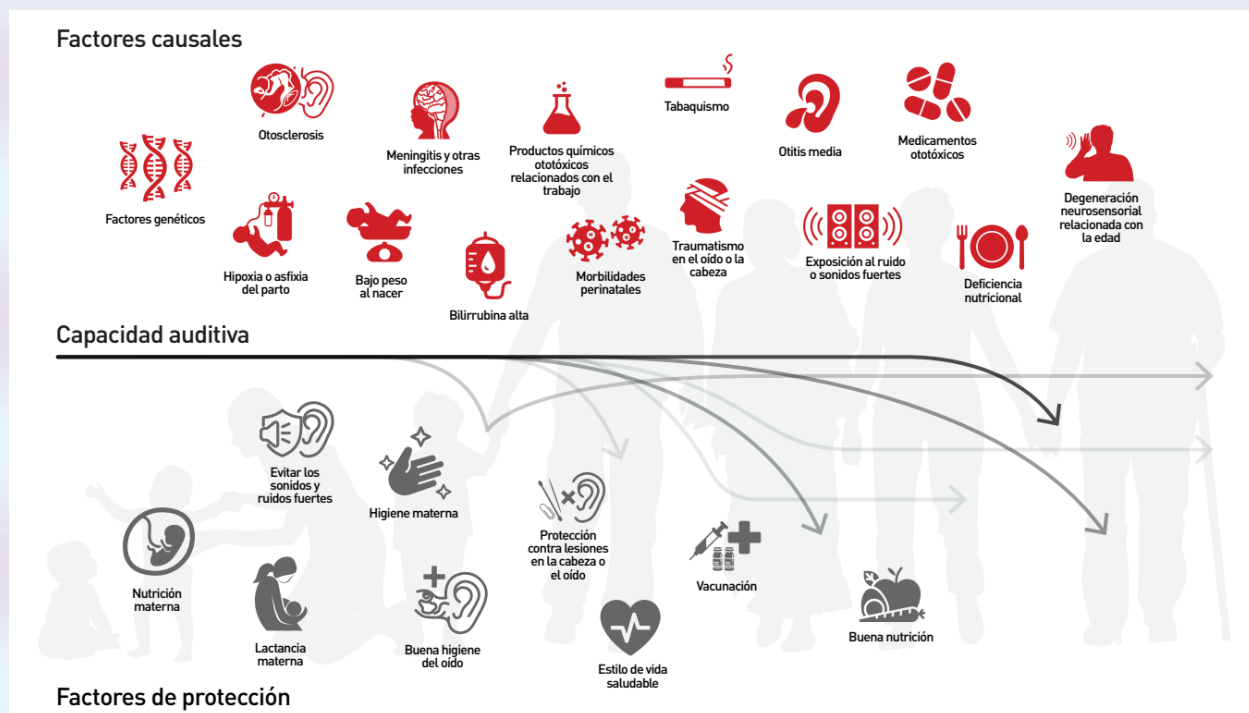 Factores causales
Factores genéticos
Otosclerosis
Hipoxia o asfixia
del parto
Meningitis y otras
infecciones
Bajo peso
al nacer
Bilirrubina alta
Productos químicos
ototóxicos
relacionados con el
trabajo
Morbilidades
perinatales
Tabaquismo
Traumatismo
en el oído o la
cabeza
Otitis media
Exposición al ruido
o sonidos fuertes
Medicamentos
ototóxicos
Deficiencia
nutricional
Degeneración
neurosensorial
relacionada con
la edad
Capacidad auditiva
Nutrición
materna
Evitar los
sonidos y
ruidos fuertes
Lactancia
materna
Higiene materna
Buena higiene
del oído
Protección
contra lesiones
en la cabeza o
el oído
Estilo de vida
saludable
Vacunación
Buena nutrición
Factores de protección